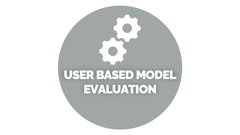 USER BASED MODEL
EVALUATION